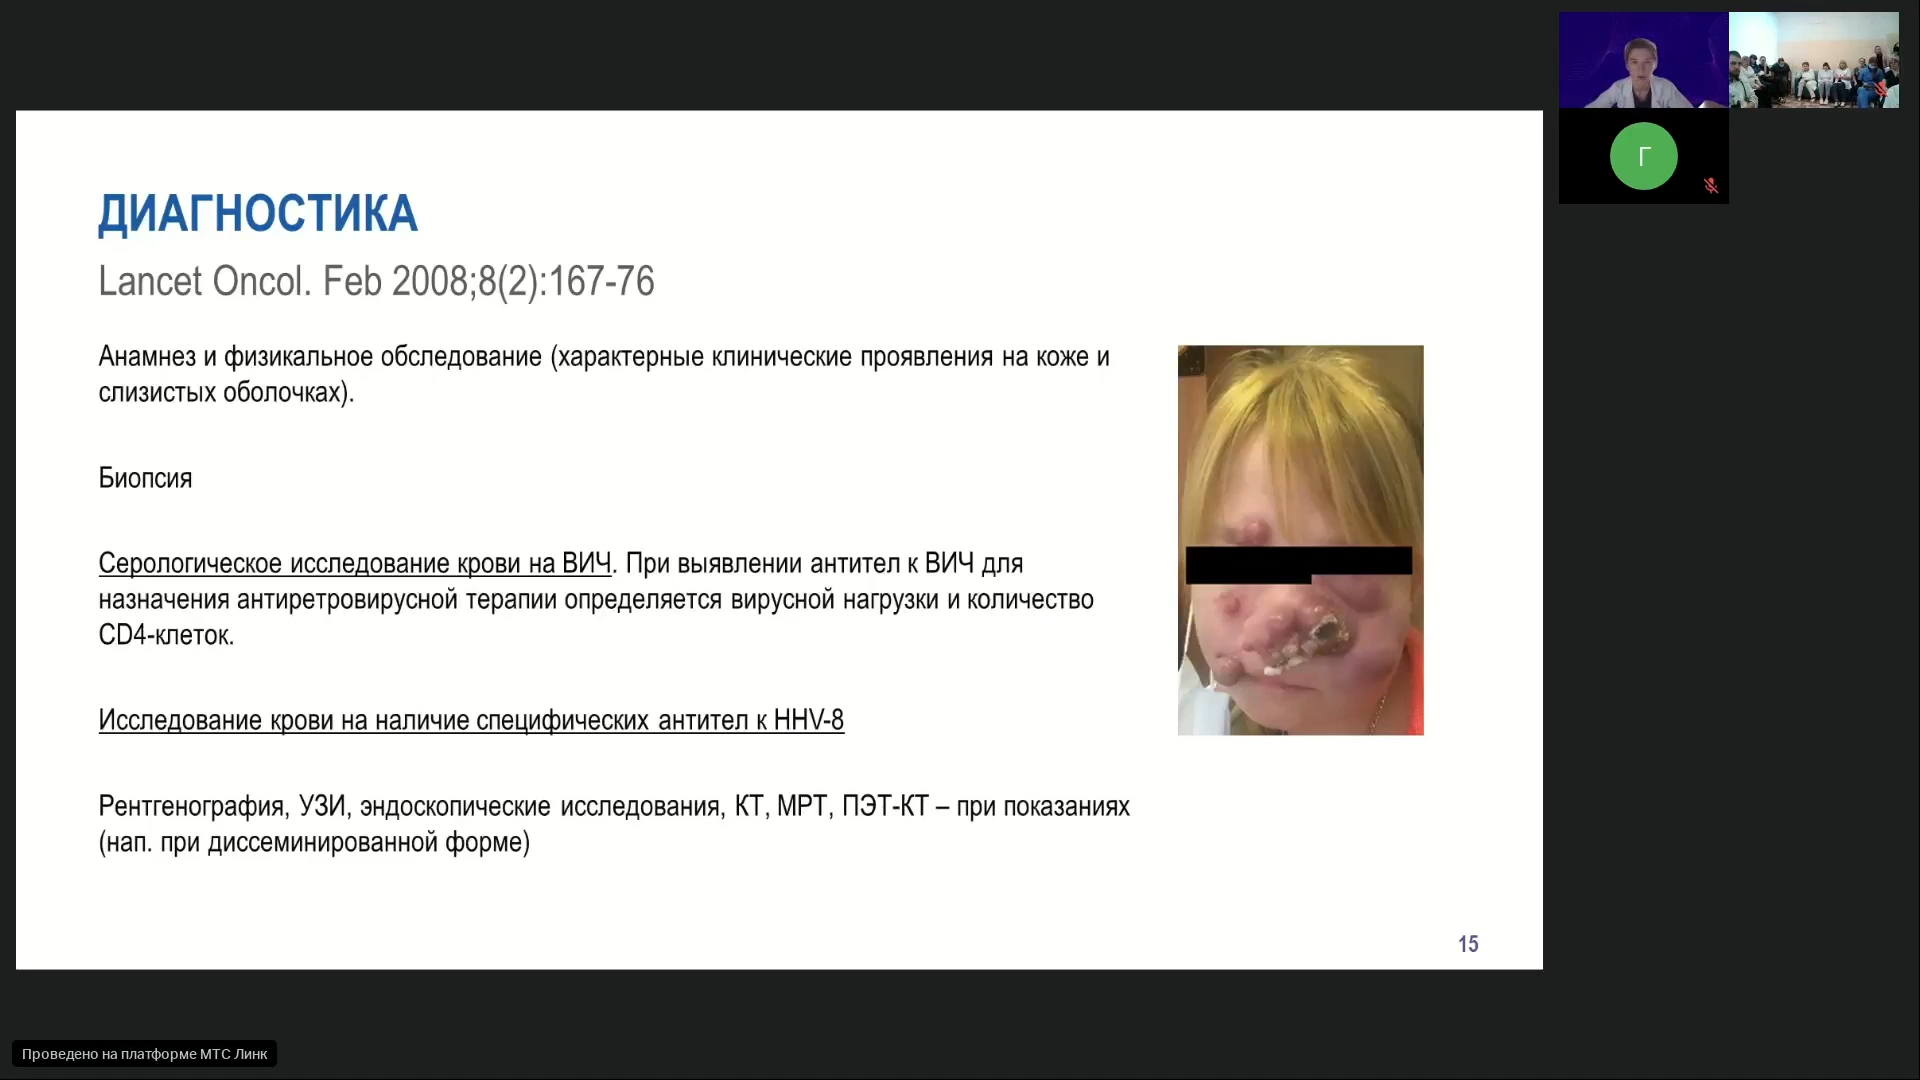 ДИАГНОСТИКА
Lancet Oncol. Feb 2008;8(2):167-76
Анамнез и физикальное обследование (характерные клинические проявления на коже и
слизистых оболочках).
Биопсия
Серологическое исследование крови на ВИЧ. При выявлении антител к ВИЧ для
назначения антиретровирусной терапии определяется вирусной нагрузки и количество
CD4-клеток.
Исследование крови на наличие специфических антител к HHV-8
Рентгенография, УЗИ, эндоскопические исследования, КТ, МРТ, ПЭТ-КТ – при показаниях
(нап. при диссеминированной форме)
15
Г
Проведено на платформе МТС Линк